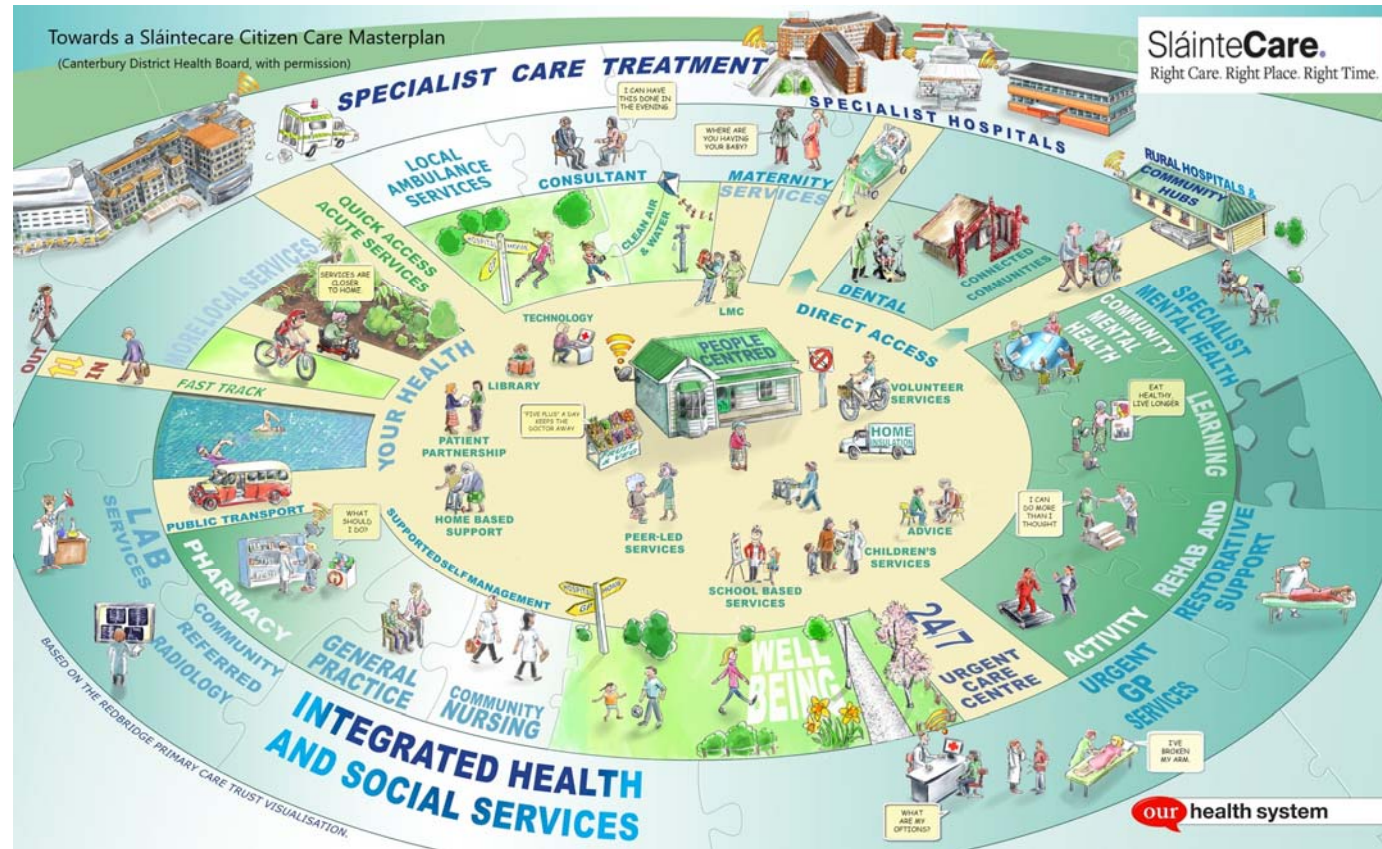 Towards a Sláintecare Citizen Care Masterplan
(Canterbury District Health Board, with permission)
SláinteCare.
Right Care. Right Place. Right Time.
SPECIALIST CARE TREATMENT
SPECIALIST HOSPITALS
RURAL HOSPITALS &
COMMUNITY
HUBS
I CAN HAVE
THIS DONE IN
THE EVENING
WHERE ARE
YOU HAVING
YOUR BABY?
LOCAL
AMBULANCE
SERVICES
CONSULTANT
MATERNITY
SERVICES
QUICK ACCESS
ACUTE SERVICES
HOSPITAL
HOME
GP
CLEAN AIR
& WATER
MORE LOCAL SERVICES
SERVICES ARE
CLOSER
TO HOME
DENTAL
CONNECTED
COMMUNITIES
OUT
IN
FAST TRACK
YOUR HEALTH
TECHNOLOGY
LMC
DIRECT ACCESS
COMMUNITY
MENTAL
HEALTH
SPECIALIST
MENTAL HEALTH
LIBRARY
PEOPLE
CENTRED
VOLUNTEER
SERVICES
EAT
HEALTHY
LIVE LONGER
LEARNING
PATIENT
PARTNERSHIP
"FIVE PLUS" A DAY
KEEPS THE
DOCTOR AWAY
FRUIT
& VEG
HOME
INSULATION
PUBLIC TRANSPORT
WHAT
SHOULD
I DO?
HOME BASED
SUPPORT
SUPPORTED SELF MANAGEMENT
PEER-LED
SERVICES
ADVICE
CHILDREN'S
SERVICES
SCHOOL BASED
SERVICES
I CAN
DO MORE
THAN I
THOUGHT
REHAB AND
RESTORATIVE
SUPPORT
ACTIVITY
LAB
SERVICES
PHARMACY
HOSPITAL
HOME
GP
COMMUNITY
REFERRED
RADIOLOGY
GENERAL
PRACTICE
COMMUNITY
NURSING
WELL
BEING
24/7
URGENT
CARE
CENTRE
URGENT
GP
SERVICES
INTEGRATED HEALTH
AND SOCIAL SERVICES
BASED ON THE REDBRIDGE PRIMARY CARE TRUST VISUALISATION.
I'VE
BROKEN
MY ARM.
WHAT
ARE MY
OPTIONS?
our health system